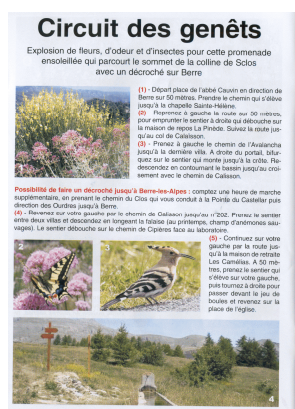 Circuit des genêts
Explosion de fleurs, d'odeur et d'insectes pour cette promenade
ensoleillée qui parcourt le sommet de la colline de Sclos
avec un décroché sur Berre
(1) - Départ place de l'abbé Cauvin en direction de
Berre sur 50 mètres. Prendre le chemin qui s'élève
jusqu'à la chapelle Sainte-Hélène.
(2) - Reprenez à gauche la route sur 30 mètres,
pour emprunter le sentier à droite qui débouche sur
la maison de repos La Pinède. Suivez la route jus-
qu'au col de Calaïsson.
(3) - Prenez à gauche le chemin de l'Avalanche
jusqu'à la dernière villa. A droite du portail, bifur-
quez sur le sentier qui monte jusqu'à la crête. Re-
descendez en contournant le bassin jusqu'au croi-
sement avec le chemin de Calisson.
Possibilité de faire un décroché jusqu'à Berre-les-Alpes : comptez une heure de marche
supplémentaire, en prenant le chemin du Clos qui vous conduit à la Pointe du Castellar puis
direction des Ourdres jusqu'à Berre.
(4) - Revenez sur votre gauche par le chemin de Calisson jusqu'au n°202. Prenez le sentier
entre deux villas et descendez en longeant la falaise (au printemps, champ d'anémones sau-
vages). Le sentier débouche sur le chemin de Cipières face au laboratoire.
2
3
(5) - Continuez sur votre
gauche par la route jus-
qu'à la maison de retraite
Les Camélias. A 50 mè-
tres, prenez le sentier qui
s'élève sur votre gauche,
puis tournez à droite pour
passer devant le jeu de
boules et revenez sur la
place de l'église.
4